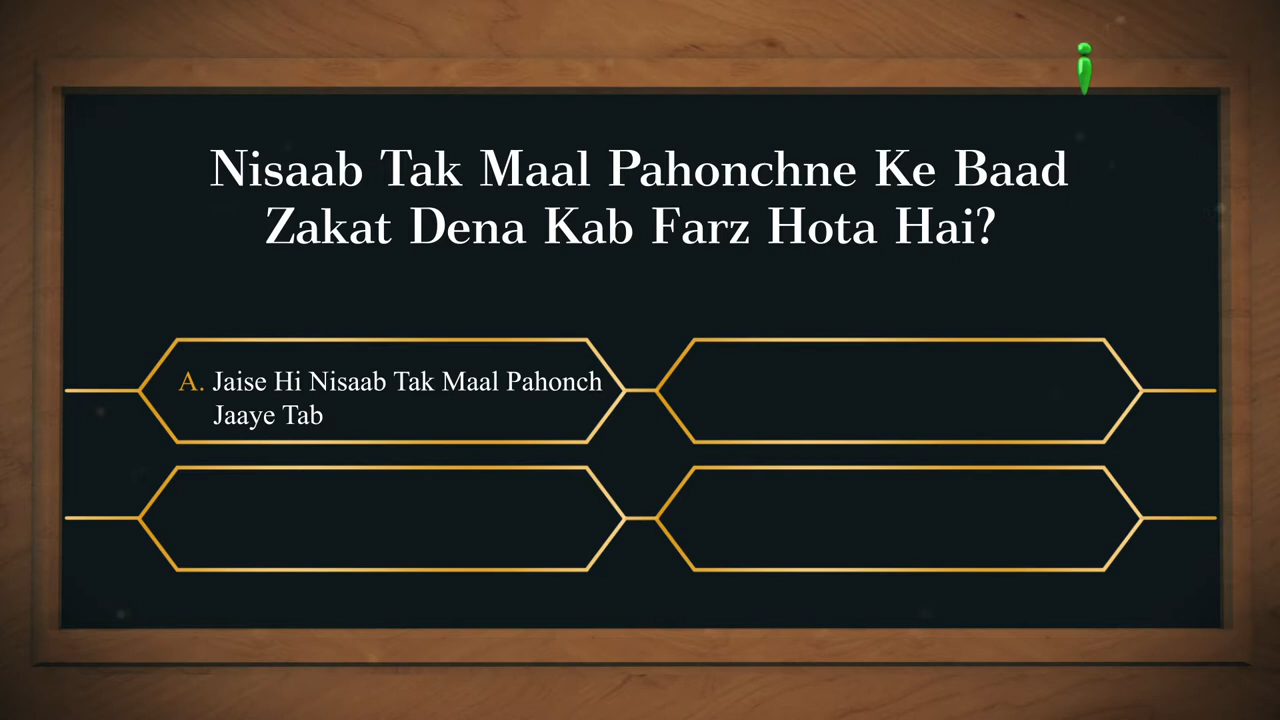 Nisaab Tak Maal Pahonchne Ke Baad
Zakat Dena Kab Farz Hota Hai?
A. Jaise Hi Nisaab Tak Maal Pahonch
Jaaye Tab